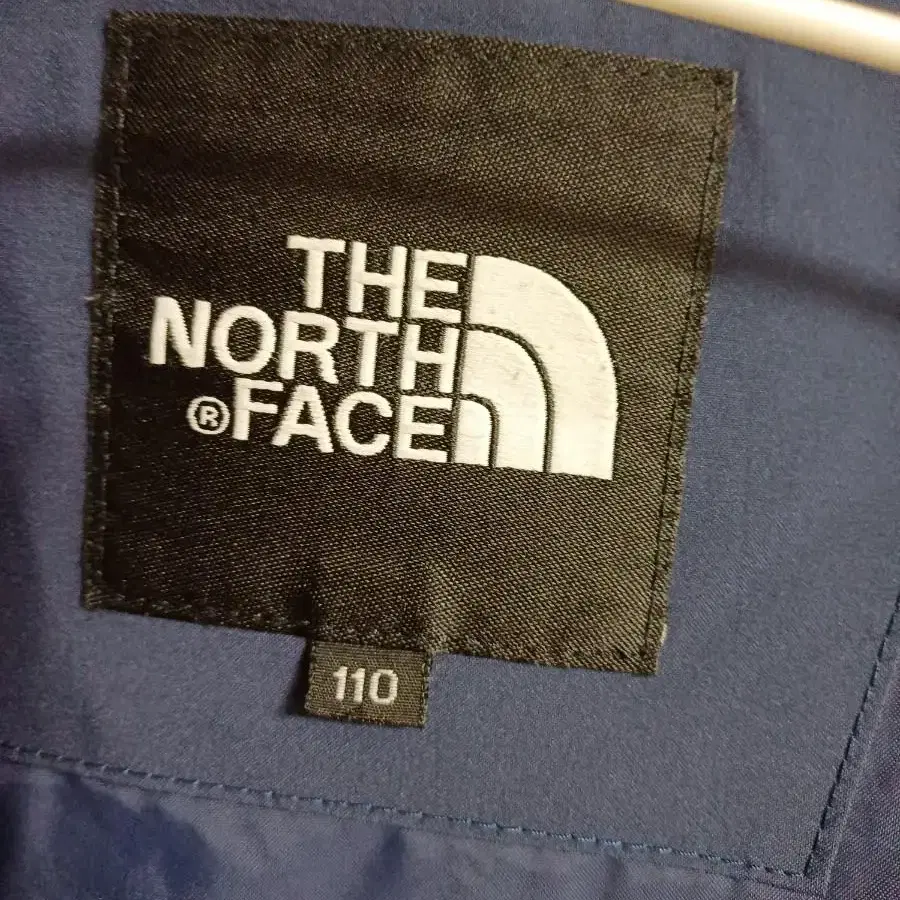 THE
NORTH
®FACE
110